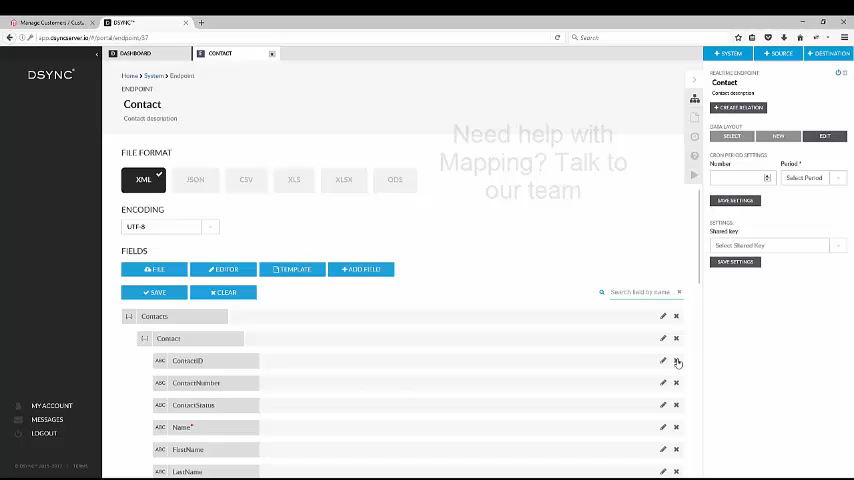 Manage Customers / Custo
DSYNC™
app.dsyncserver.io/#/portal/endpoint/37
Search
DASHBOARD
CONTACT
+ SYSTEM
+ SOURCE
+ DESTINATION
DSYNC
Home > System > Endpoint
ENDPOINT
Contact
Contact description
REALTIME ENDPOINT
Contact
Contact description
+ CREATE RELATION
DATA LAYOUT
SELECT
NEW
EDIT
CRON PERIOD SETTINGS
Number
Period *
Select Period
SAVE SETTINGS
SETTINGS
Shared key
Select Shared Key
SAVE SETTINGS
Need help with
Mapping? Talk to
our team
FILE FORMAT
XML
JSON
CSV
XLS
XLSX
ODS
ENCODING
UTF-8
FIELDS
FILE
EDITOR
TEMPLATE
+ ADD FIELD
SAVE
CLEAR
Search field by name
Contacts
Contact
ABC ContactID
ABC ContactNumber
ABC ContactStatus
ABC Name*
ABC FirstName
ABC LastName
MY ACCOUNT
MESSAGES
LOGOUT
TERMS